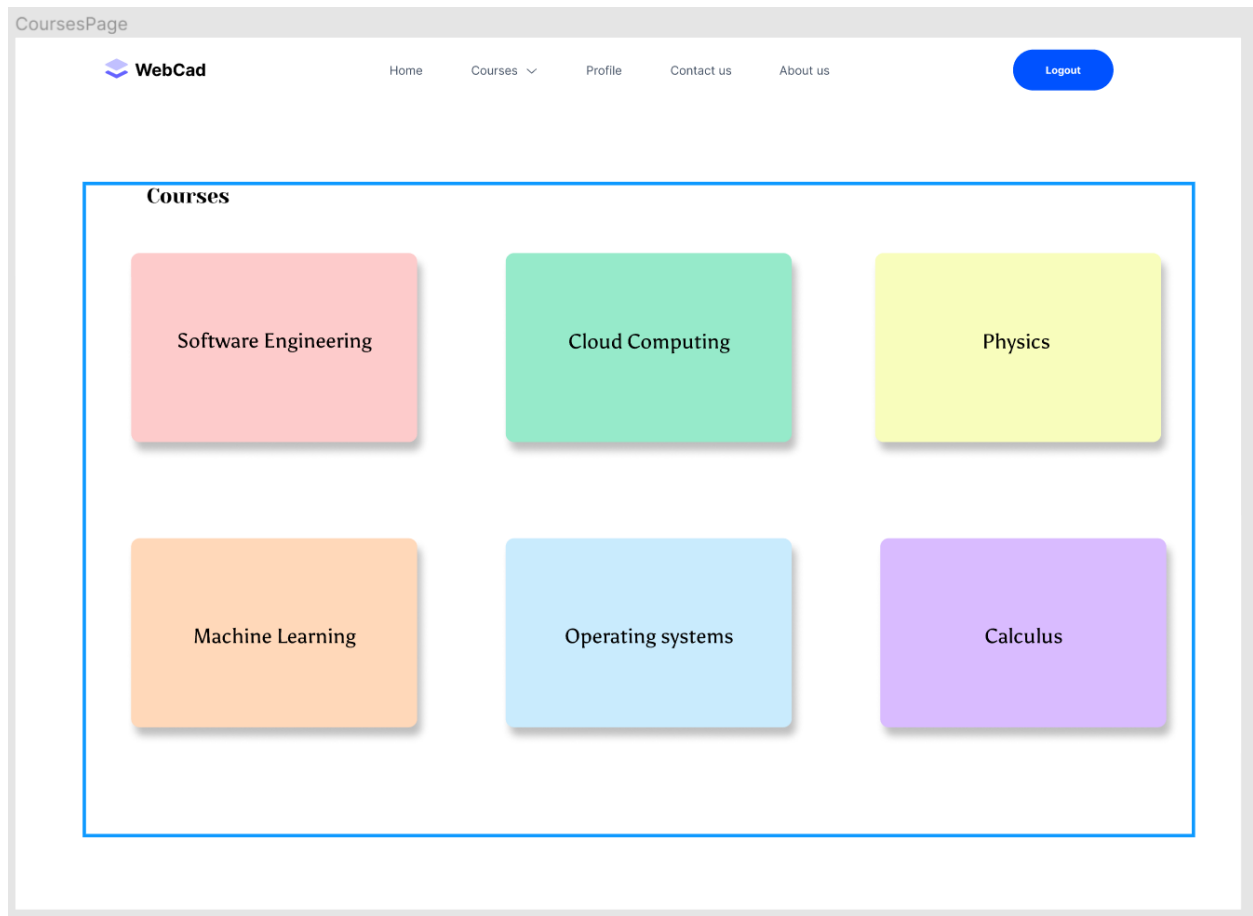 CoursesPage
WebCad Home Courses Profile Contact us About us Logout
Courses
Software Engineering Cloud Computing Physics
Machine Learning Operating systems Calculus